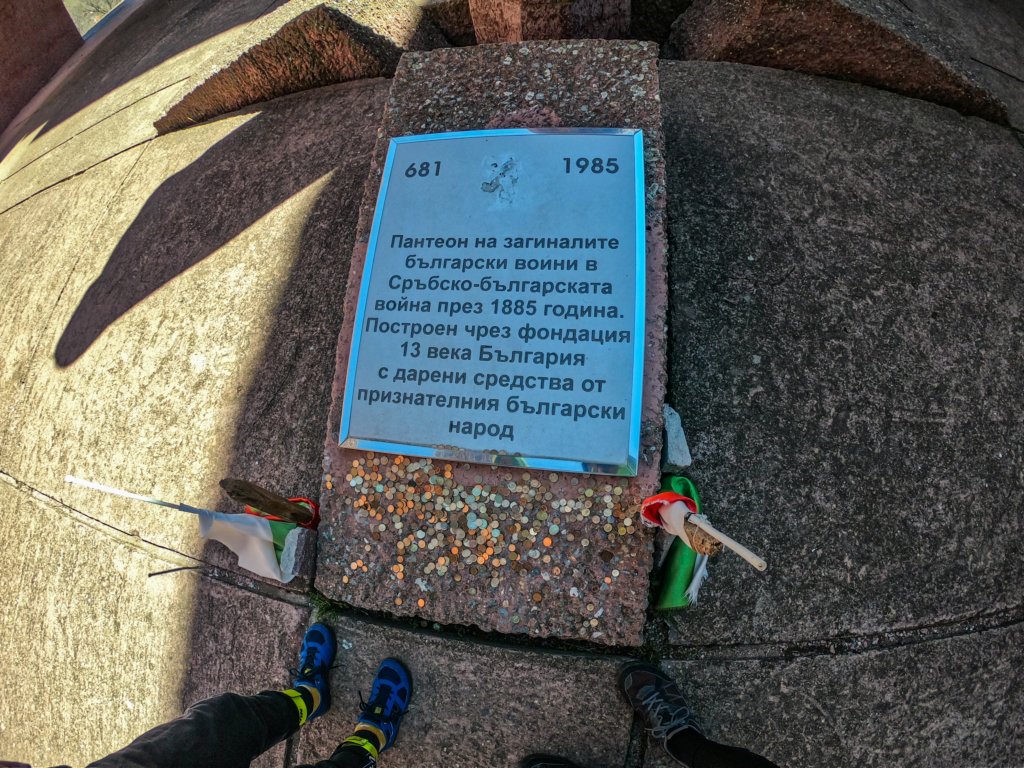 681 1985
Пантеон на загиналите
български воини в
Сръбско-българската
война през 1885 година.
Построен чрез фондация
13 века България
с дарени средства от
признателния български
народ